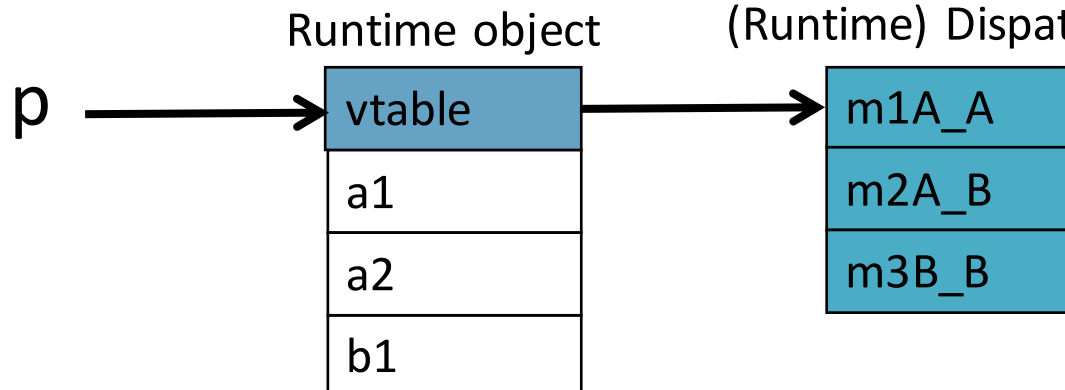 Runtime object
(Runtime) Dispat
p
vtable
m1A_A
a1
m2A_B
a2
m3B_B
b1